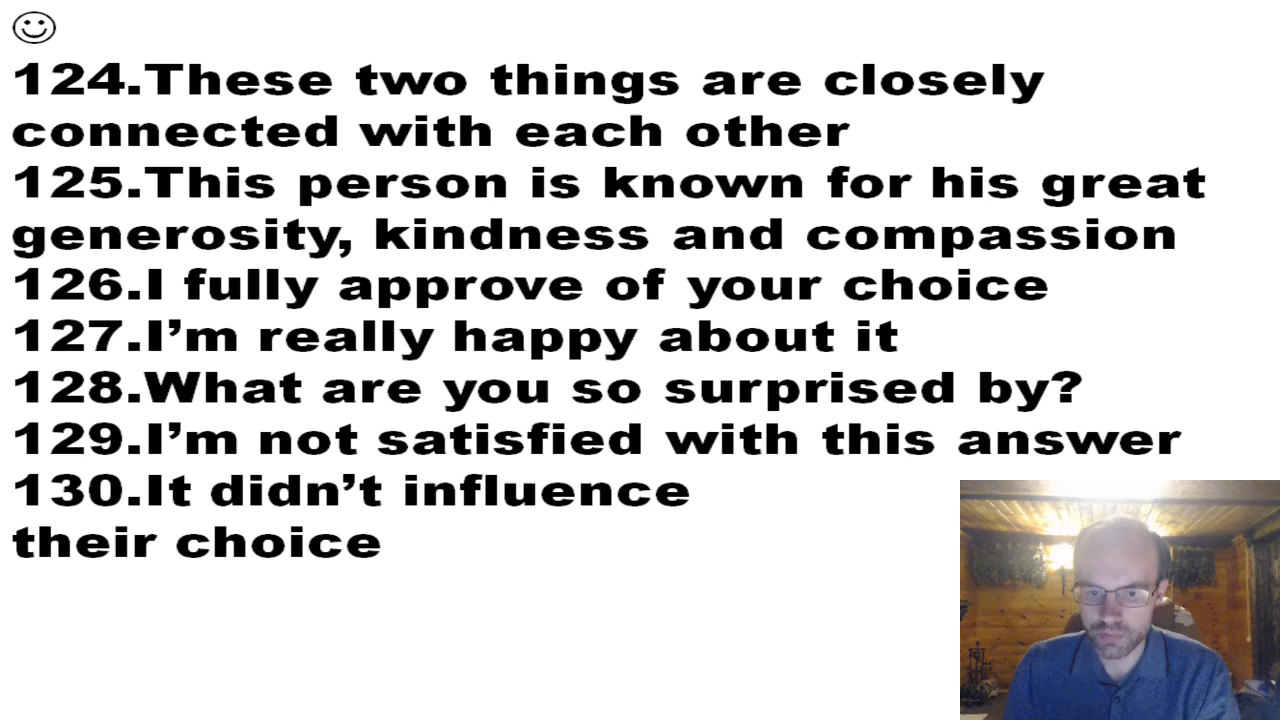 124.These two things are closely
connected with each other
125.This person is known for his great
generosity, kindness and compassion
126.I fully approve of your choice
127.I’m really happy about it
128.What are you so surprised by?
129.I’m not satisfied with this answer
130.It didn’t influence
their choice